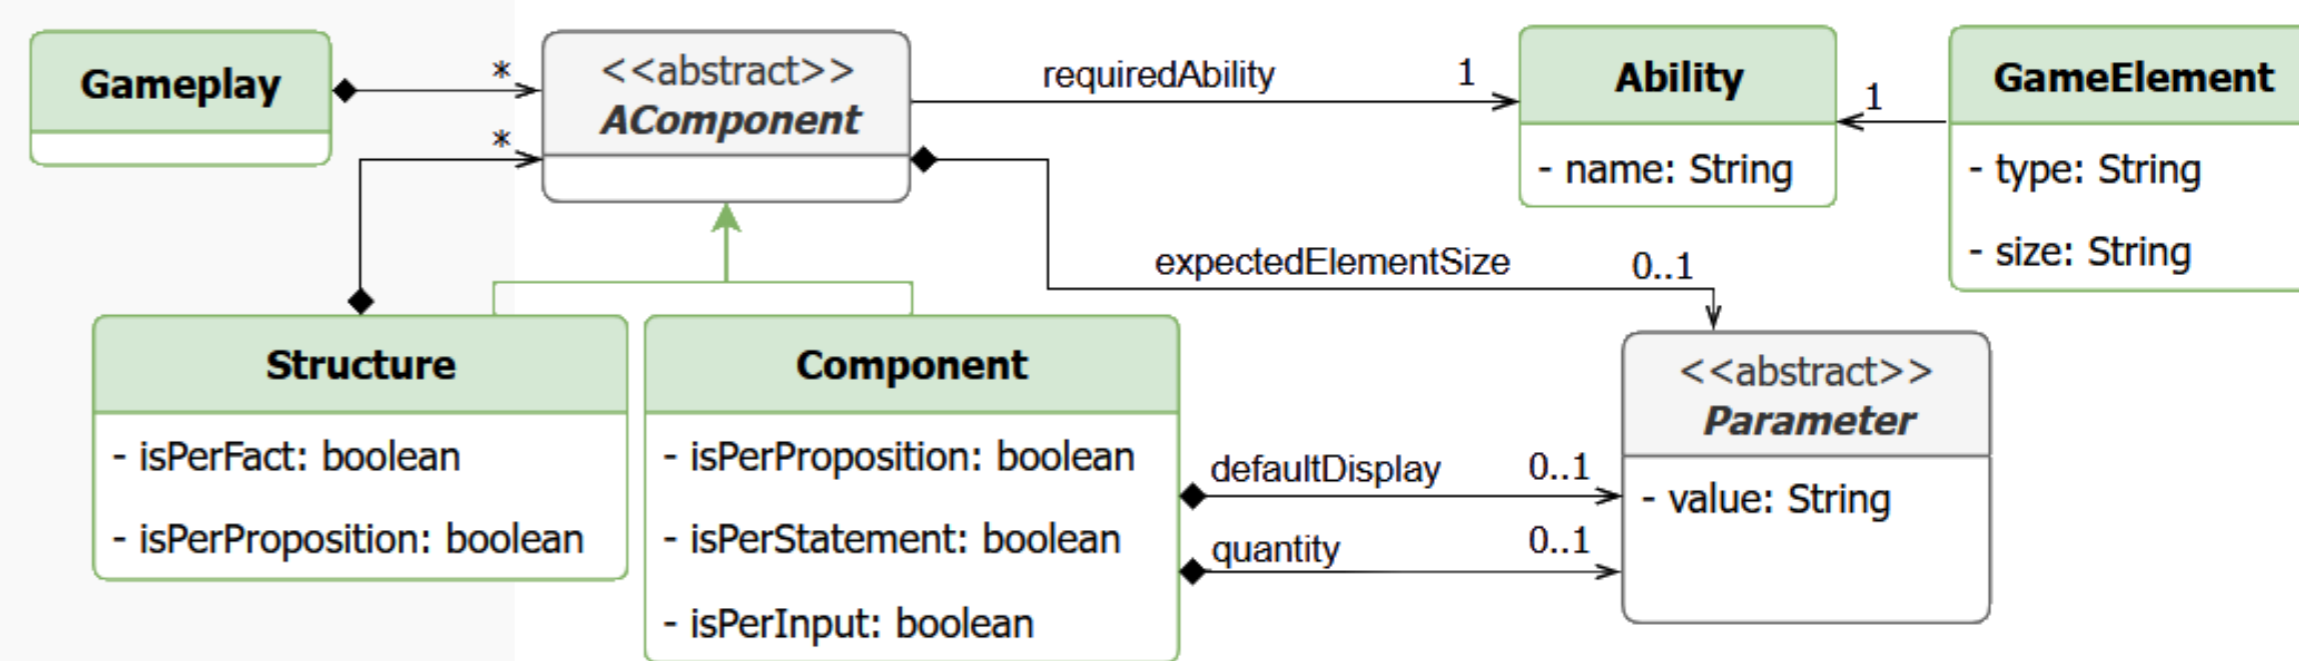 Gameplay
*
*
<<abstract>>
AComponent
requiredAbility
1
Ability
- name: String
1
GameElement
- type: String
- size: String
expectedElementSize
0..1
Structure
- isPerFact: boolean
- isPerProposition: boolean
Component
- isPerProposition: boolean
- isPerStatement: boolean
- isPerInput: boolean
defaultDisplay
0..1
quantity
0..1
<<abstract>>
Parameter
- value: String